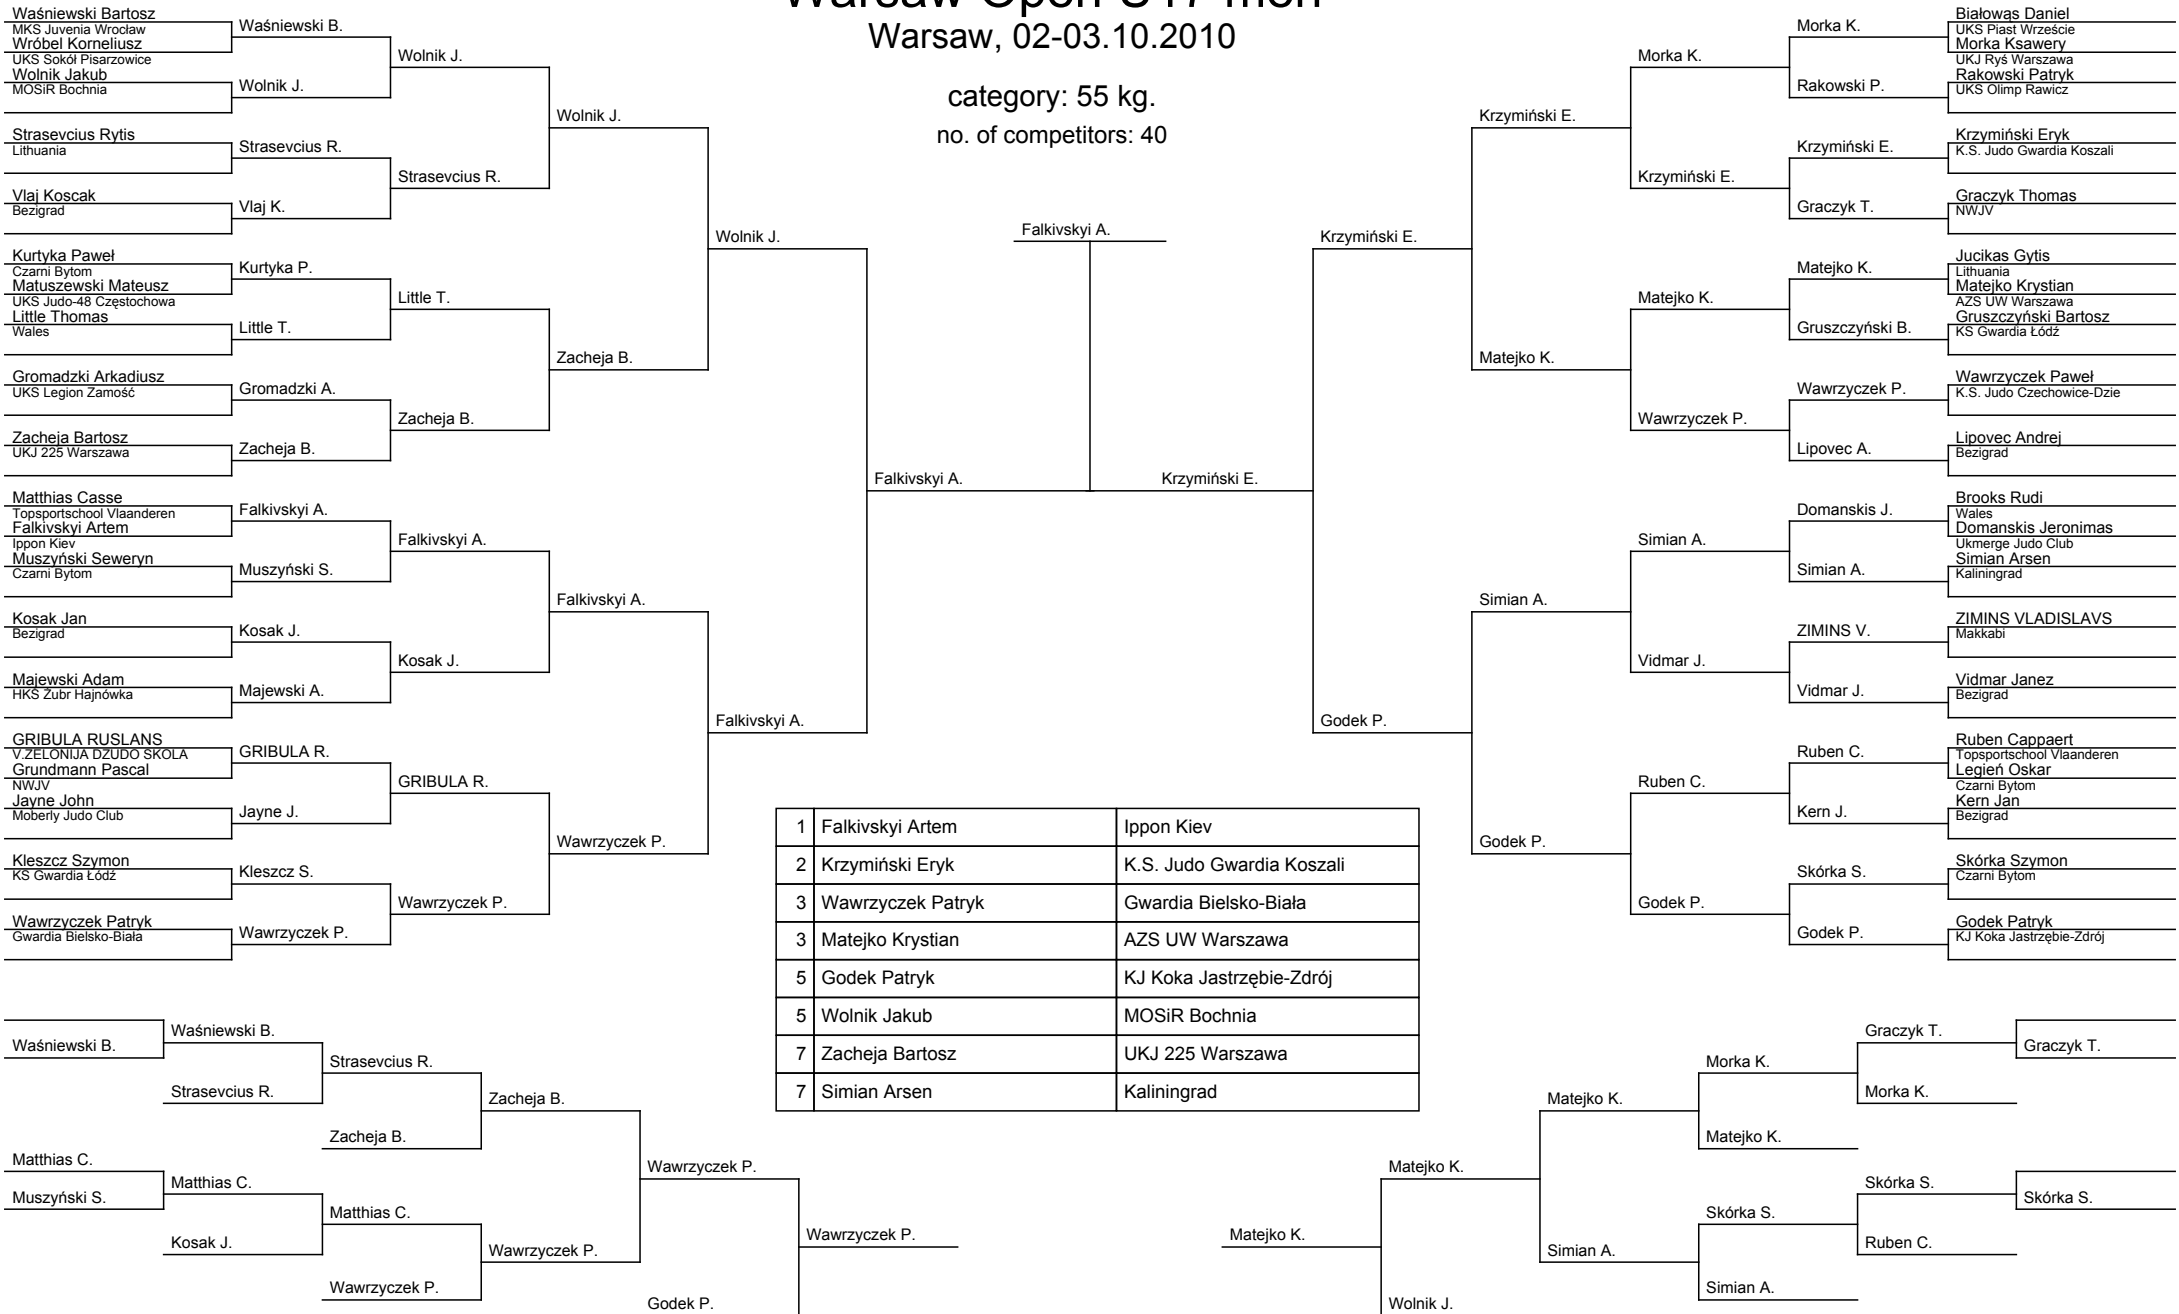 Warsaw Open U17 men
Warsaw, 02-03.10.2010
category: 55 kg.
no. of competitors: 40
Waśniewski Bartosz
MKS Juvenia Wrocław
Wróbel Korneliusz
UKS Sokół Pisarzowice
Wolnik Jakub
MOSiR Bochnia
Strasevcius Rytis
Lithuania
Vlaj Koscak
Bezigrad
Kurtyka Paweł
Czarni Bytom
Matuszewski Mateusz
UKS Judo-48 Częstochowa
Little Thomas
Wales
Gromadzki Arkadiusz
UKS Legion Zamość
Zacheja Bartosz
UKJ 225 Warszawa
Matthias Casse
Topsportschool Vlaanderen
Falkivskyi Artem
Ippon Kiev
Muszyński Seweryn
Czarni Bytom
Kosak Jan
Bezigrad
Majewski Adam
HKS Żubr Hajnówka
GRIBULA RUSLANS
V.ZELONIJA DZUDO SKOLA
Grundmann Pascal
NWJV
Jayne John
Moberly Judo Club
Kleszcz Szymon
KS Gwardia Łódź
Wawrzyczek Patryk
Gwardia Bielsko-Biała
Waśniewski B.
Wolnik J.
Strasevcius R.
Vlaj K.
Kurtyka P.
Little T.
Gromadzki A.
Zacheja B.
Falkivskyi A.
Muszyński S.
Kosak J.
Majewski A.
GRIBULA R.
Jayne J.
Kleszcz S.
Wawrzyczek P.
Wolnik J.
Strasevcius R.
Little T.
Zacheja B.
Falkivskyi A.
Kosak J.
GRIBULA R.
Wawrzyczek P.
Wolnik J.
Zacheja B.
Falkivskyi A.
Wawrzyczek P.
Wolnik J.
Falkivskyi A.
Falkivskyi A.
Falkivskyi A.
Krzymiński E.
Krzymiński E.
Godek P.
Krzymiński E.
Matejko K.
Simian A.
Godek P.
Morka K.
Krzymiński E.
Matejko K.
Wawrzyczek P.
Simian A.
Vidmar J.
Ruben C.
Godek P.
Morka K.
Rakowski P.
Krzymiński E.
Graczyk T.
Matejko K.
Gruszczyński B.
Wawrzyczek P.
Lipovec A.
Domanskis J.
Simian A.
ZIMINS V.
Vidmar J.
Ruben C.
Kern J.
Skórka S.
Godek P.
Białowąs Daniel
UKS Piast Wrzeście
Morka Ksawery
UKJ Ryś Warszawa
Rakowski Patryk
UKS Olimp Rawicz
Krzymiński Eryk
K.S. Judo Gwardia Koszali
Graczyk Thomas
NWJV
Jucikas Gytis
Lithuania
Matejko Krystian
AZS UW Warszawa
Gruszczyński Bartosz
KS Gwardia Łódź
Wawrzyczek Paweł
K.S. Judo Czechowice-Dzie
Lipovec Andrej
Bezigrad
Brooks Rudi
Wales
Domanskis Jeronimas
Ukmerge Judo Club
Simian Arsen
Kaliningrad
ZIMINS VLADISLAVS
Makkabi
Vidmar Janez
Bezigrad
Ruben Cappaert
Topsportschool Vlaanderen
Legień Oskar
Czarni Bytom
Kern Jan
Bezigrad
Skórka Szymon
Czarni Bytom
Godek Patryk
KJ Koka Jastrzębie-Zdrój
1 Falkivskyi Artem Ippon Kiev
2 Krzymiński Eryk K.S. Judo Gwardia Koszali
3 Wawrzyczek Patryk Gwardia Bielsko-Biała
3 Matejko Krystian AZS UW Warszawa
5 Godek Patryk KJ Koka Jastrzębie-Zdrój
5 Wolnik Jakub MOSiR Bochnia
7 Zacheja Bartosz UKJ 225 Warszawa
7 Simian Arsen Kaliningrad
Waśniewski B.
Matthias C.
Muszyński S.
Waśniewski B.
Strasevcius R.
Matthias C.
Kosak J.
Strasevcius R.
Zacheja B.
Matthias C.
Wawrzyczek P.
Zacheja B.
Wawrzyczek P.
Wawrzyczek P.
Godek P.
Wawrzyczek P.
Matejko K.
Matejko K.
Wolnik J.
Matejko K.
Simian A.
Morka K.
Matejko K.
Skórka S.
Simian A.
Graczyk T.
Morka K.
Skórka S.
Ruben C.
Graczyk T.
Skórka S.